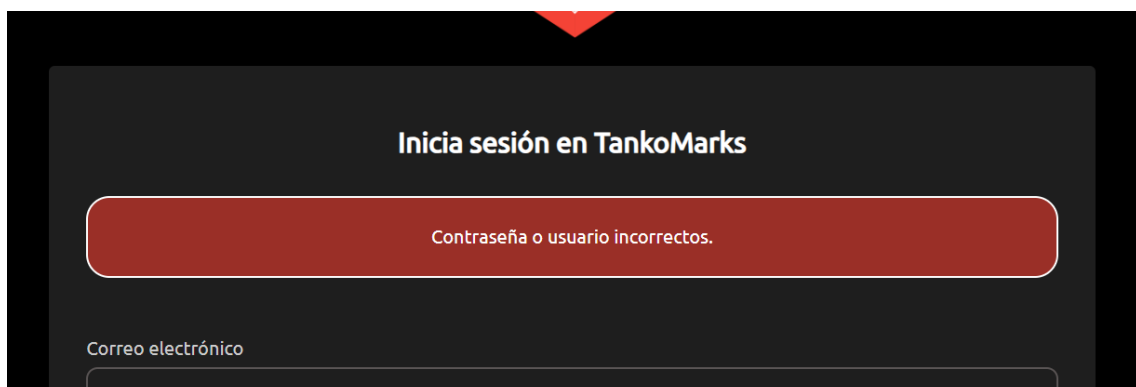 Inicia sesión en TankoMarks
Contraseña o usuario incorrectos.
Correo electrónico